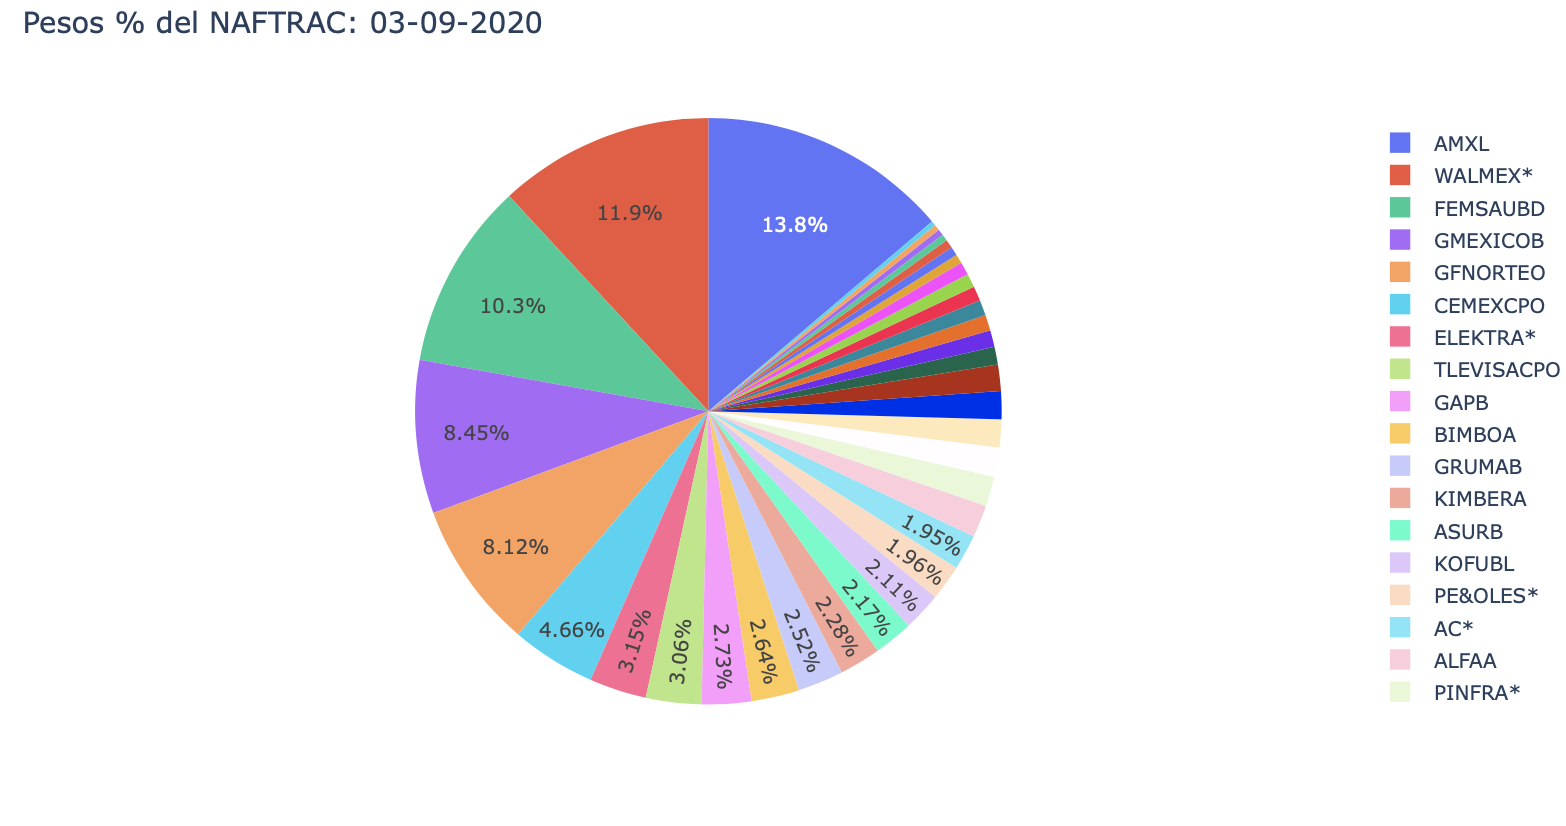 Pesos % del NAFTRAC: 03-09-2020
13.8%
11.9%
10.3%
8.45%
8.12%
4.66%
3.15%
3.06%
2.73%
2.64%
2.52%
2.28%
2.17%
2.11%
1.96%
1.95%
AMXL
WALMEX*
FEMSAUBD
GMEXICOB
GFNORTEO
CEMEXCPO
ELEKTRA*
TLEVISACPO
GAPB
BIMBOA
GRUMAB
KIMBERA
ASURB
KOFUBL
PE&OLES*
AC*
ALFAA
PINFRA*